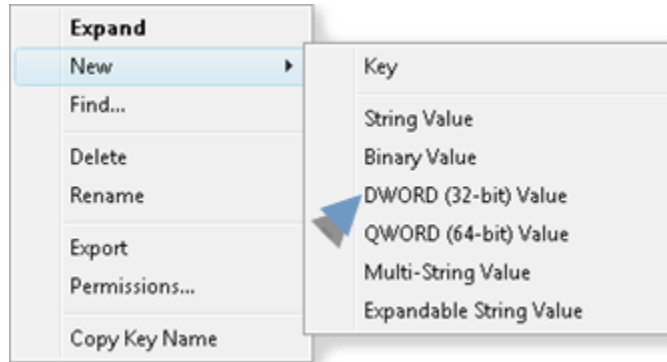 Expand
New
Find...
Delete
Rename
Export
Permissions...
Copy Key Name
Key
String Value
Binary Value
DWORD (32-bit) Value
QWORD (64-bit) Value
Multi-String Value
Expandable String Value